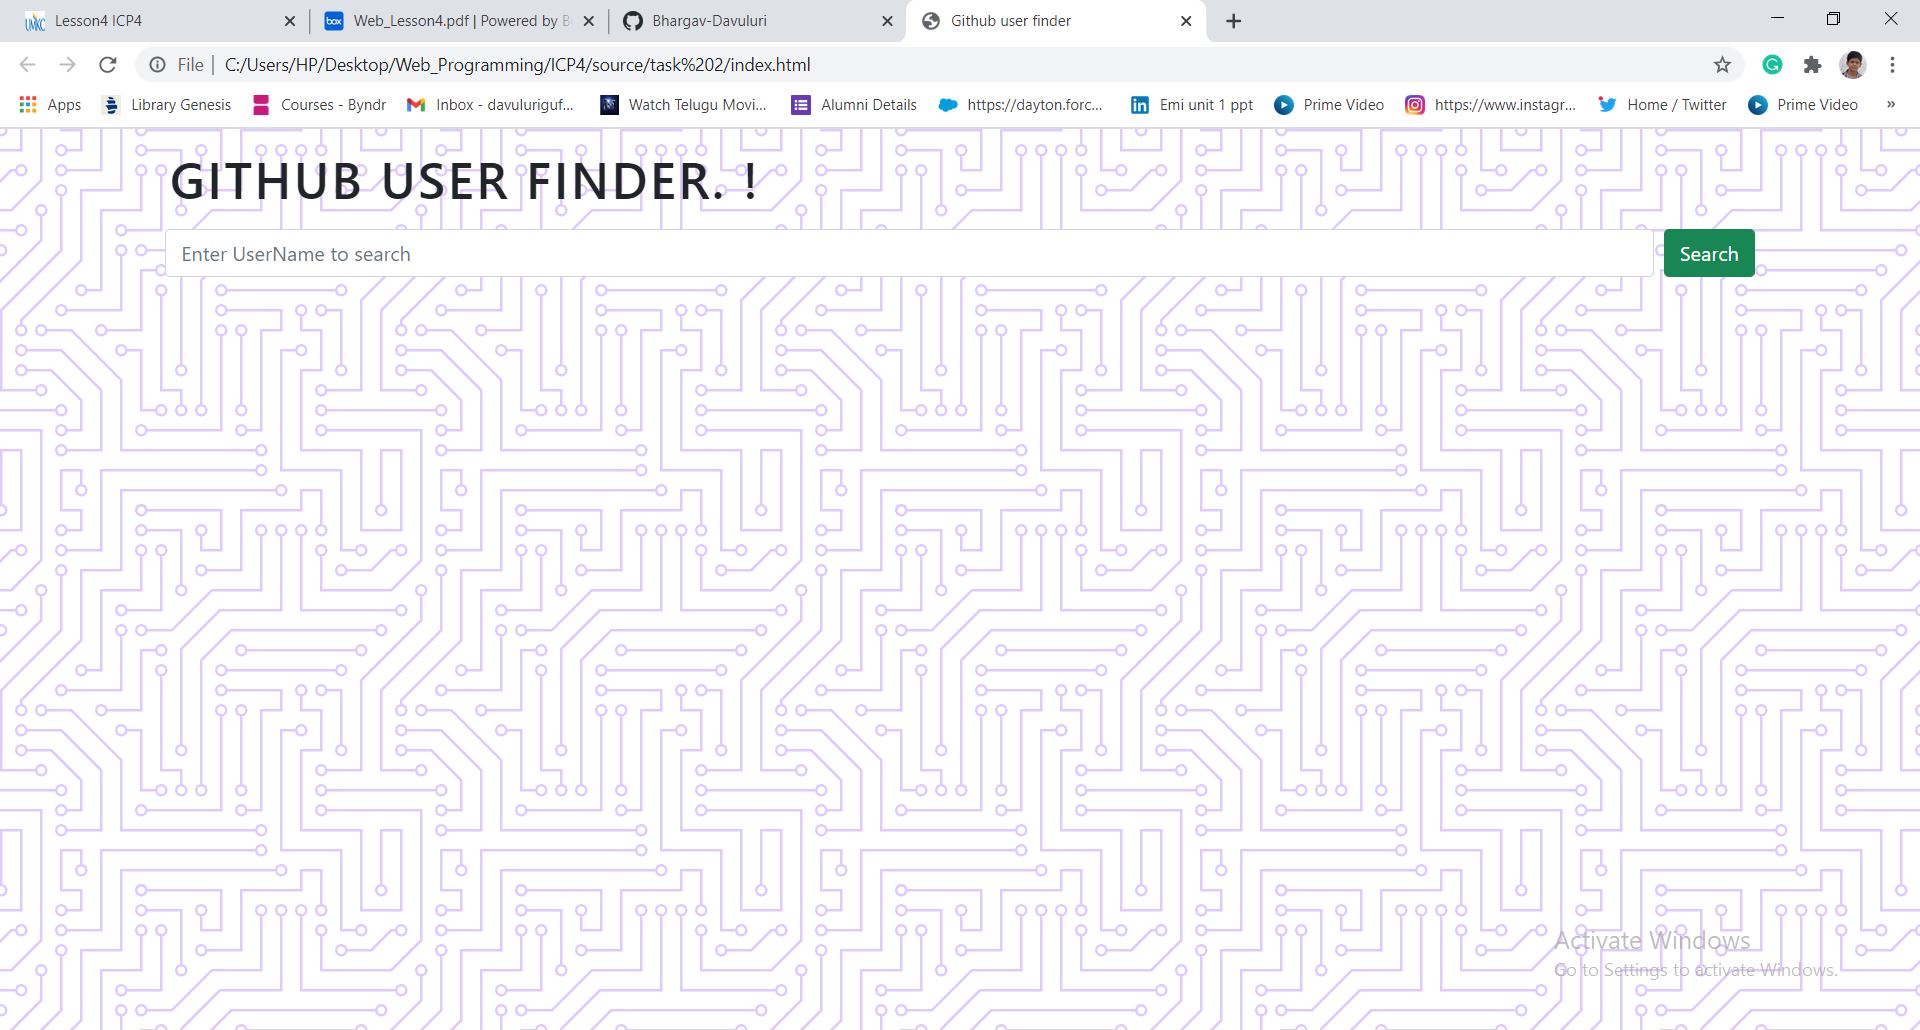 Lesson4 ICP4
Web_Lesson4.pdf | Powered by B
Bhargav-Davuluri
Github user finder
File | C:/Users/HP/Desktop/Web_Programming/ICP4/source/task%202/index.html
Apps
Library Genesis
Courses - Byndr
Inbox - davuluriguf...
Watch Telugu Movi...
Alumni Details
https://dayton.forc...
Emi unit 1 ppt
Prime Video
https://www.instagr...
Home / Twitter
Prime Video
»
GITHUB USER FINDER. !
Enter UserName to search
Search
Activate Windows
Go to Settings to activate Windows.